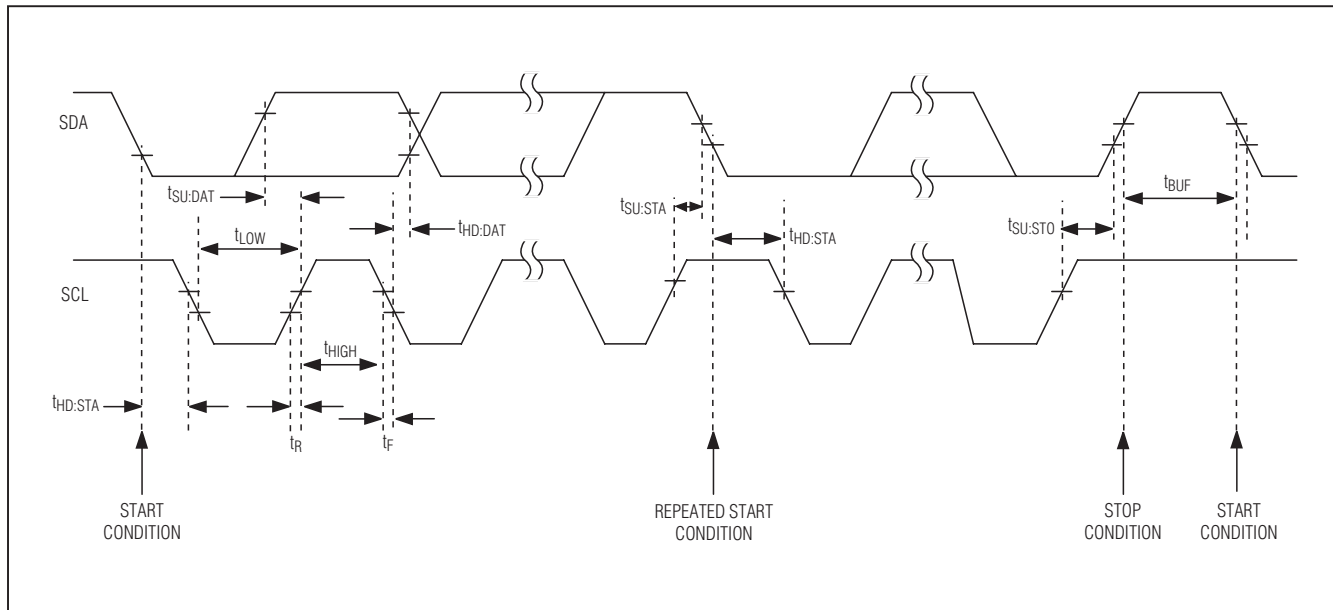 SDA
tSU:DAT
tLOW
tHD:DAT
tSU:STA
tHD:STA
tBUF
tSU:STO
SCL
tHIGH
tHD:STA
tR
tF
START
CONDITION
REPEATED START
CONDITION
STOP
CONDITION
START
CONDITION